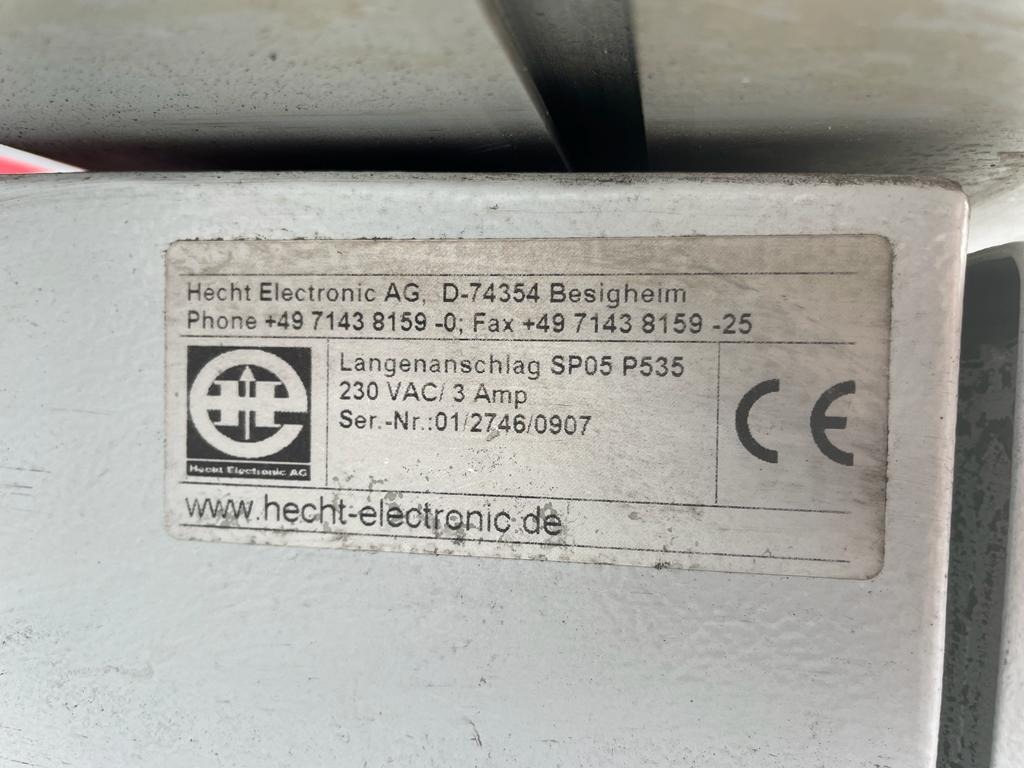 Hecht Electronic AG, D-74354 Besigheim
Phone +49 7143 8159 -0; Fax +49 7143 8159 -25
Langenanschlag SP05 P535
230 VAC/ 3 Amp
Ser.-Nr.:01/2746/0907
CE
Hecht Electronic AG
www.hecht-electronic.de